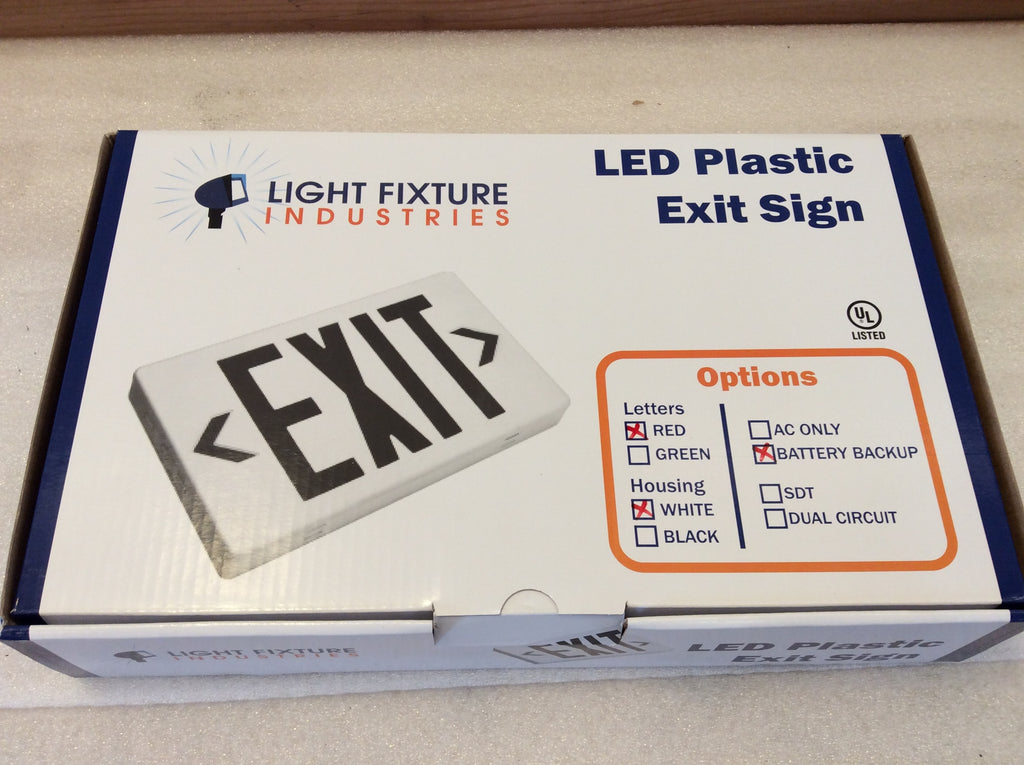 LIGHT FIXTURE
INDUSTRIES
LED Plastic
Exit Sign
EXIT
UL
LISTED
Options
Letters
RED
GREEN
Housing
WHITE
BLACK
AC ONLY
BATTERY BACKUP
SDT
DUAL CIRCUIT
LIGHT FIXTURE
INDUSTRIES
EXIT
LED Plastic
Exit Sign